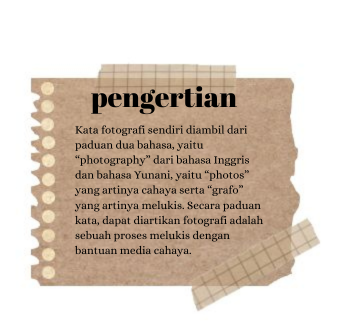 pengertian
Kata fotografi sendiri diambil dari
paduan dua bahasa, yaitu
“photography” dari bahasa Inggris
dan bahasa Yunani, yaitu “photos”
yang artinya cahaya serta “grafo”
yang artinya melukis. Secara paduan
kata, dapat diartikan fotografi adalah
sebuah proses melukis dengan
bantuan media cahaya.